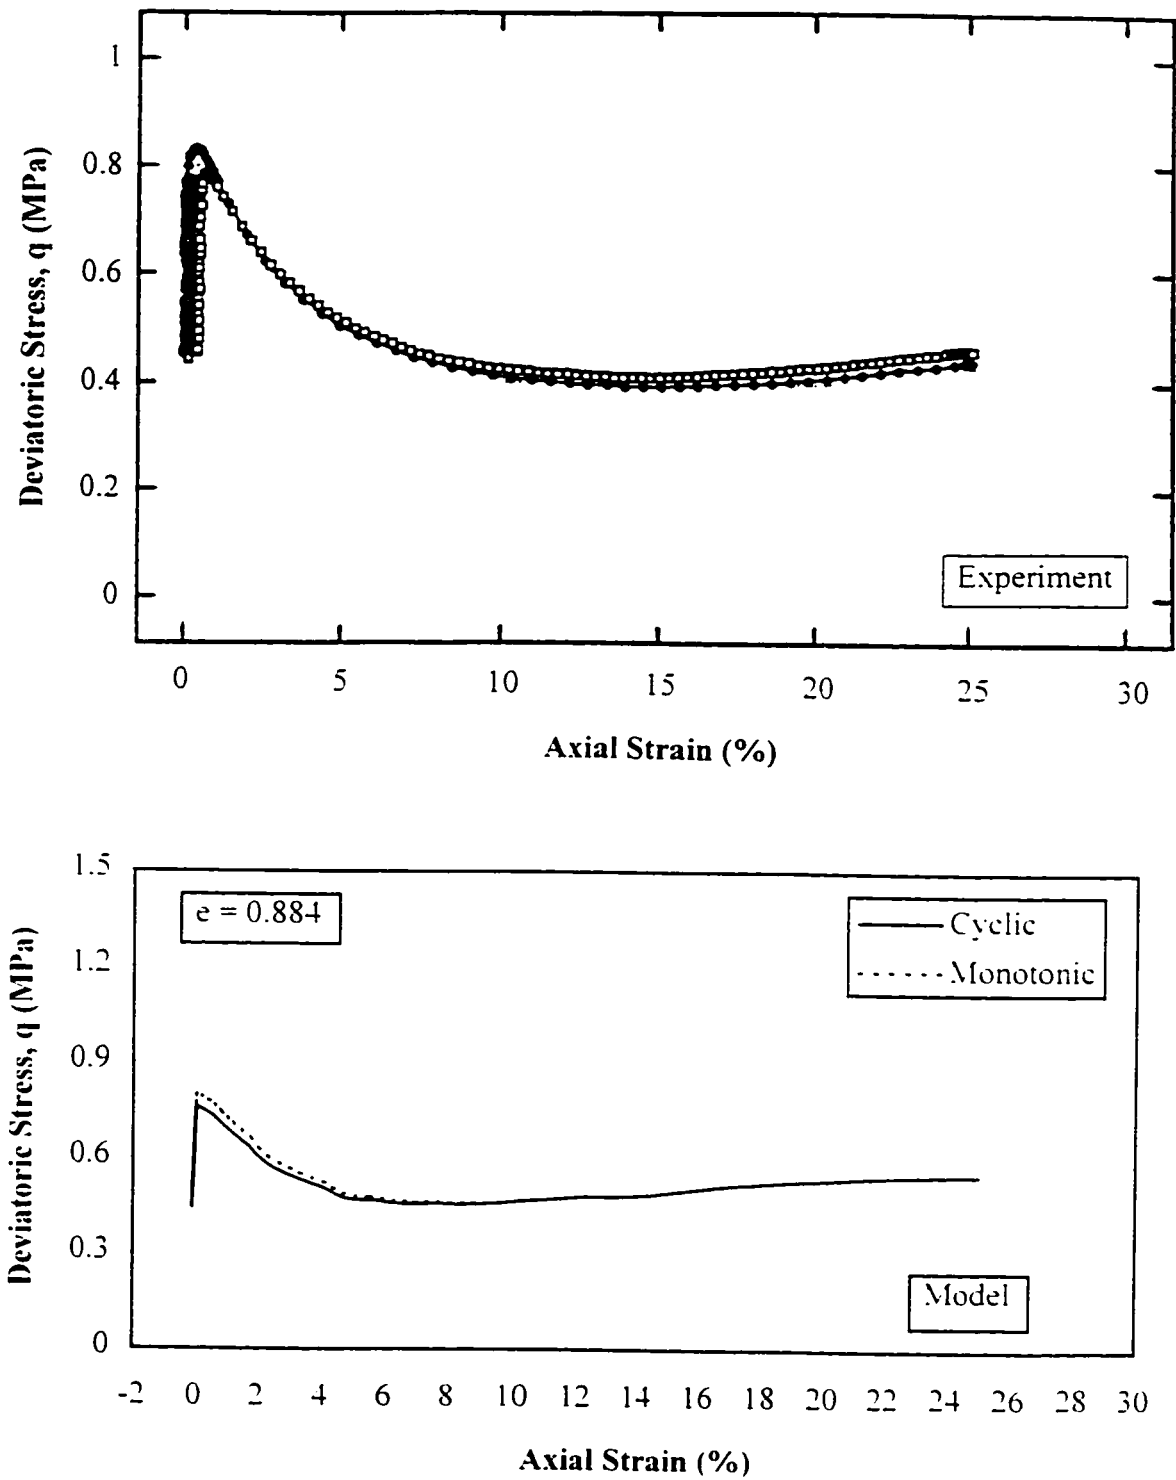 1
0.8
0.6
0.4
0.2
0
Deviatoric Stress, q (MPa)
Experiment
0 5 10 15 20 25 30
Axial Strain (%)
1.5
1.2
0.9
0.6
0.3
0
Deviatoric Stress, q (MPa)
e = 0.884
Cyclic
Monotonic
Model
-2 0 2 4 6 8 10 12 14 16 18 20 22 24 26 28 30
Axial Strain (%)